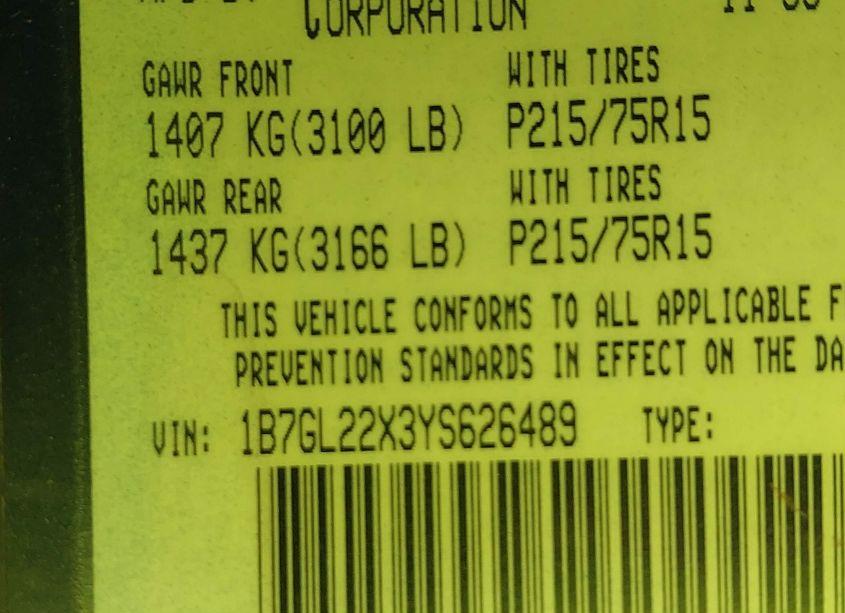 CORPORATION
GAWR FRONT WITH TIRES
1407 KG(3100 LB) P215/75R15
GAWR REAR WITH TIRES
1437 KG(3166 LB) P215/75R15
THIS VEHICLE CONFORMS TO ALL APPLICABLE F
PREVENTION STANDARDS IN EFFECT ON THE DA
VIN: 1B7GL22X3YS626489 TYPE: